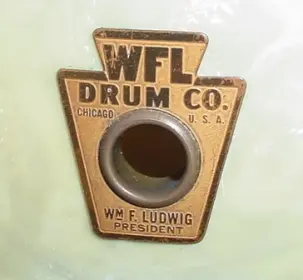 WFL
DRUM CO.
CHICAGO U. S. A.
WM F. LUDWIG
PRESIDENT